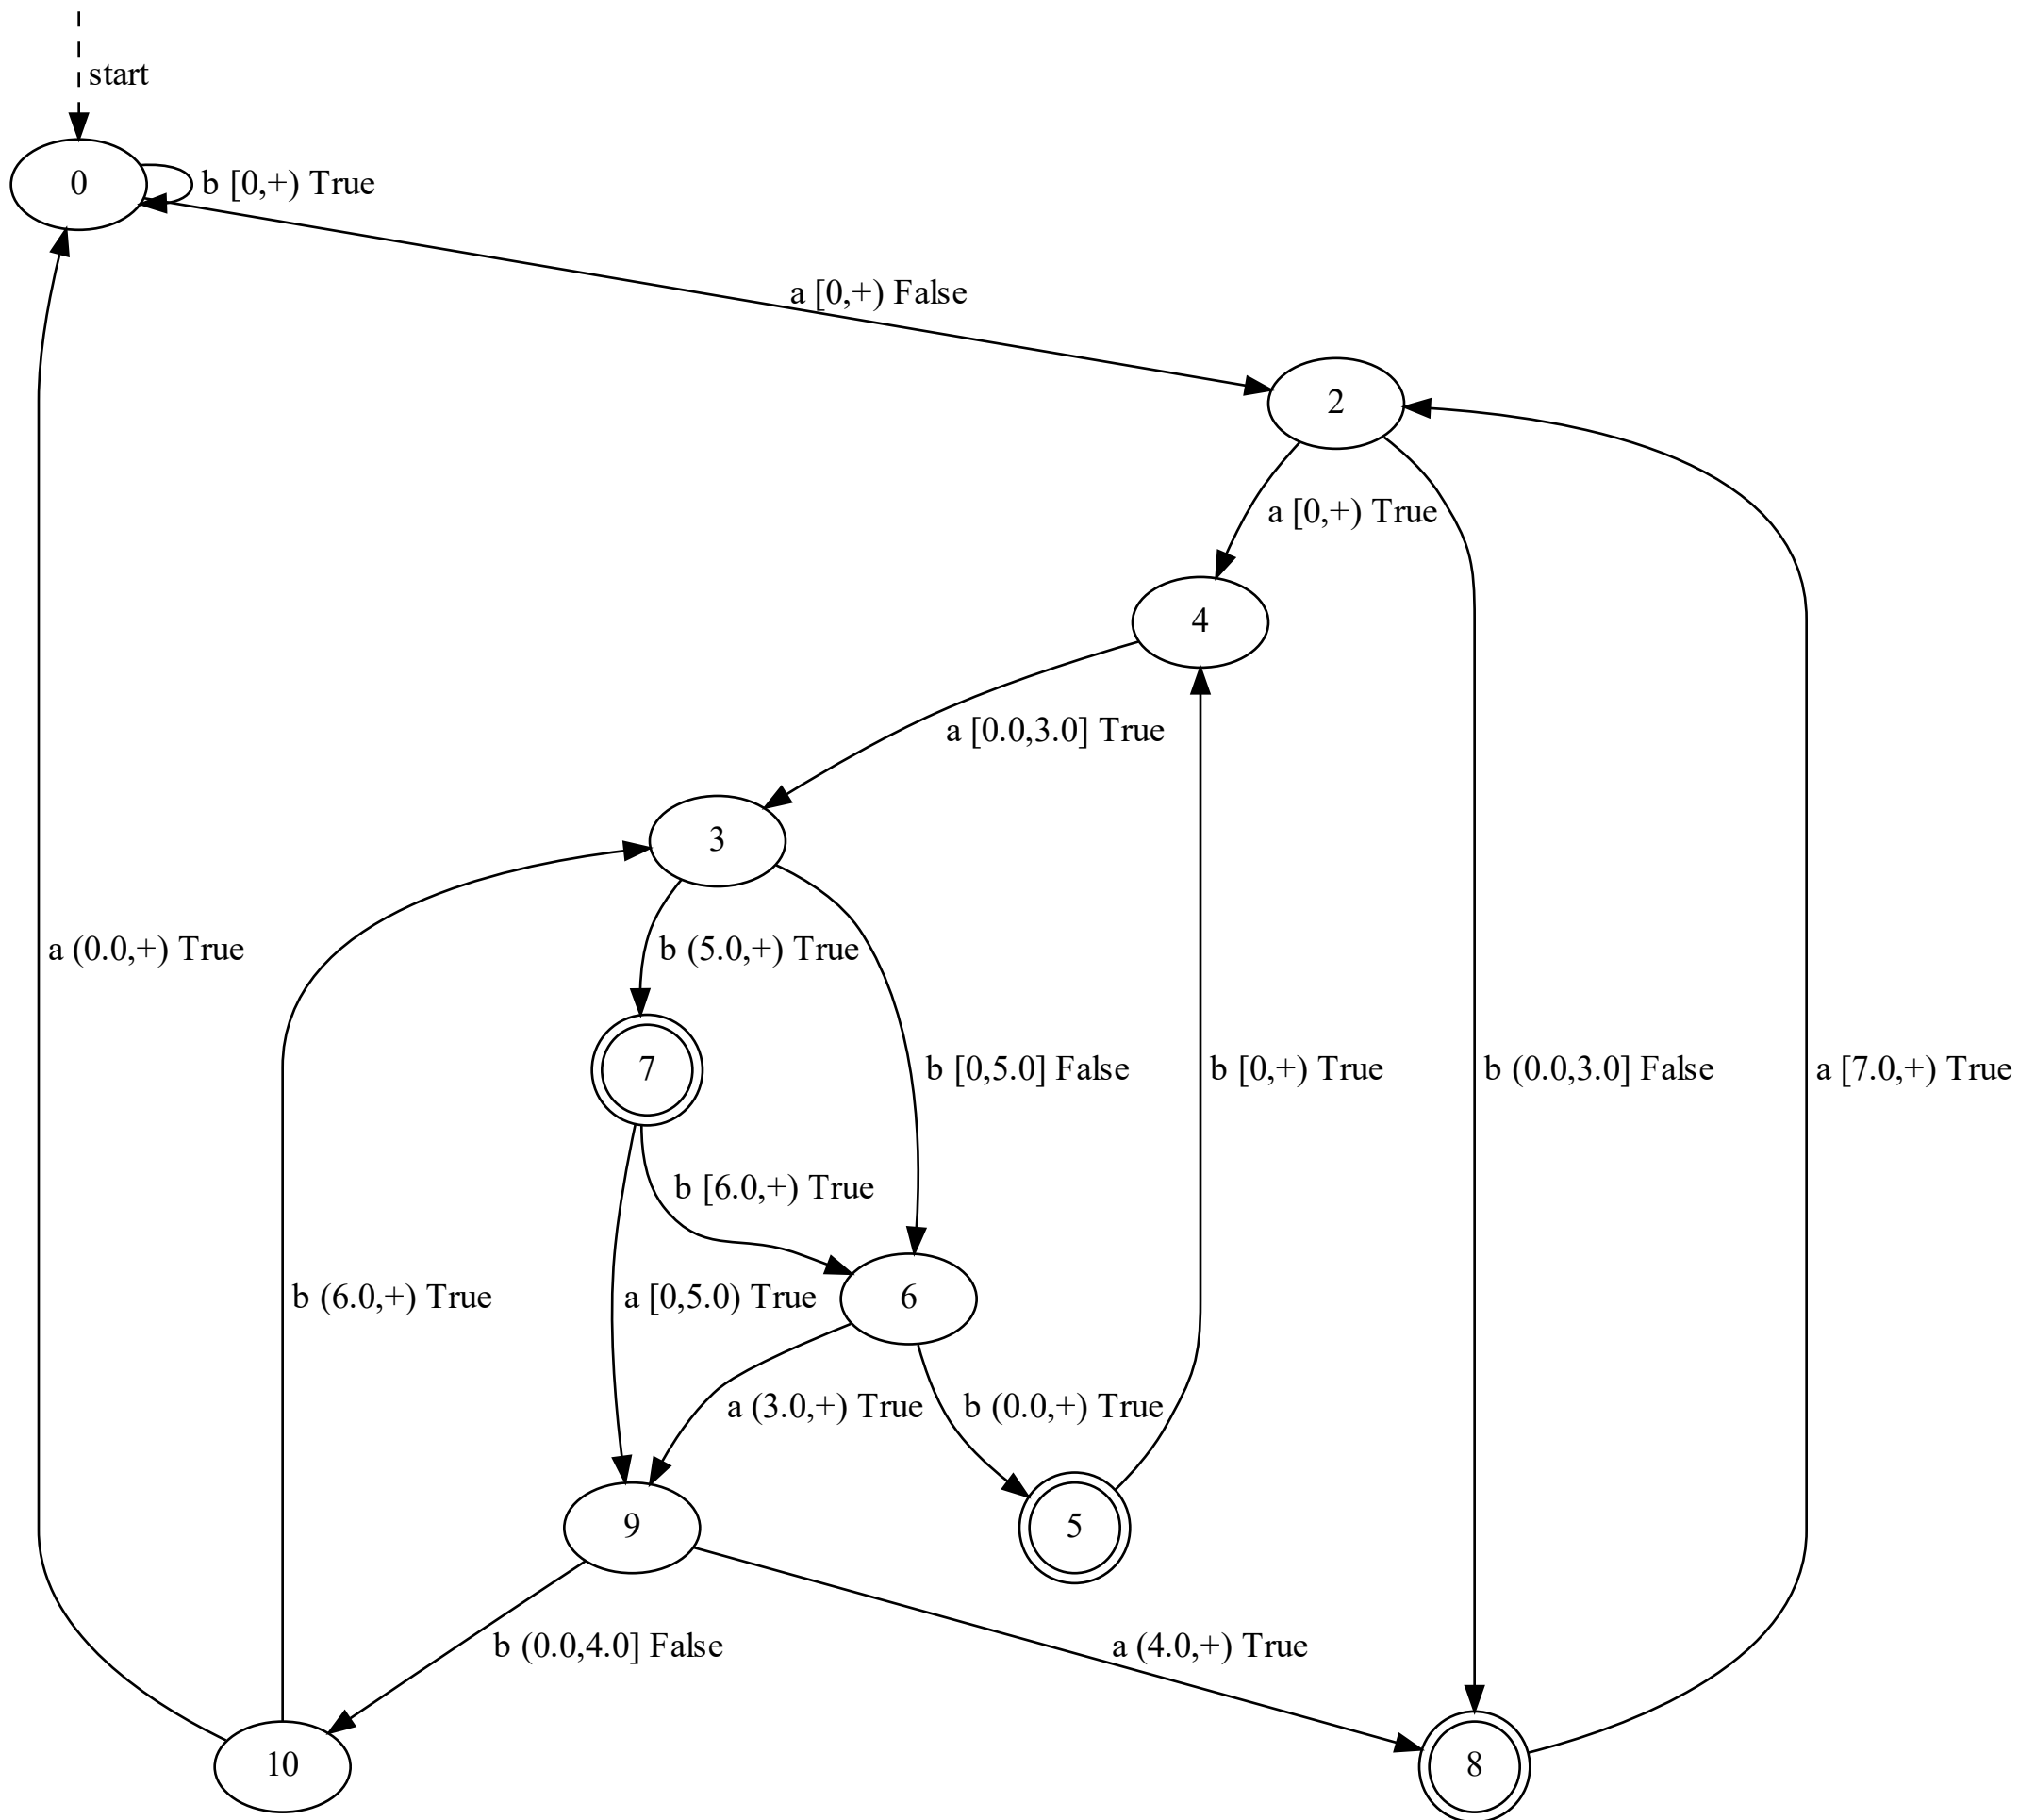 start
0
b [0,+) True
a [0,+) False
2
a [0,+) True
4
a [0.0,3.0] True
3
a (0.0,+) True
b (5.0,+) True
7
b [0,5.0] False
b [0,+) True
b (0.0,3.0] False
a [7.0,+) True
b [6.0,+) True
b (6.0,+) True
a [0,5.0) True
6
a (3.0,+) True
b (0.0,+) True
9
5
b (0.0,4.0] False
a (4.0,+) True
10
8